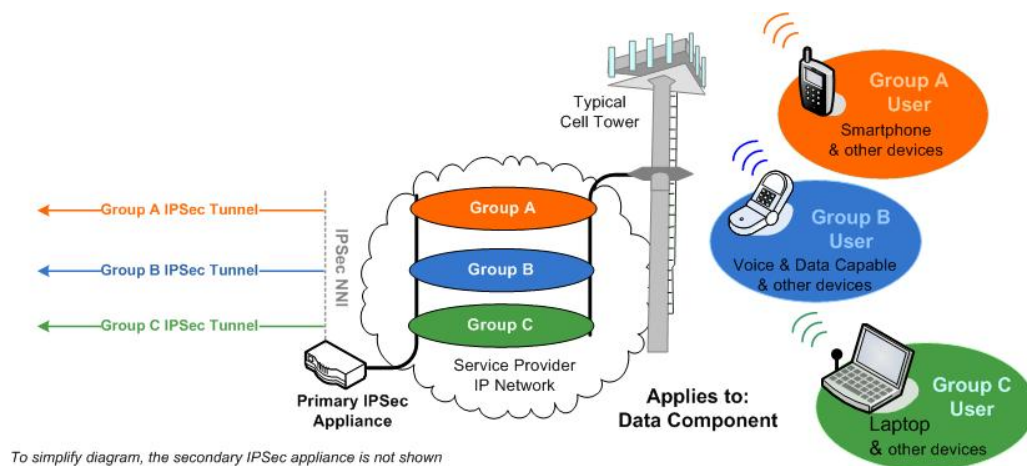 Typical
Cell Tower
Group A
User
Smartphone
& other devices
Group B
User
Voice & Data Capable
& other devices
Group C
User
Laptop
& other devices
Group A IPSec Tunnel
Group B IPSec Tunnel
Group C IPSec Tunnel
IPSec NNI
Group A
Group B
Group C
Service Provider
IP Network
Primary IPSec
Appliance
Applies to:
Data Component
To simplify diagram, the secondary IPSec appliance is not shown